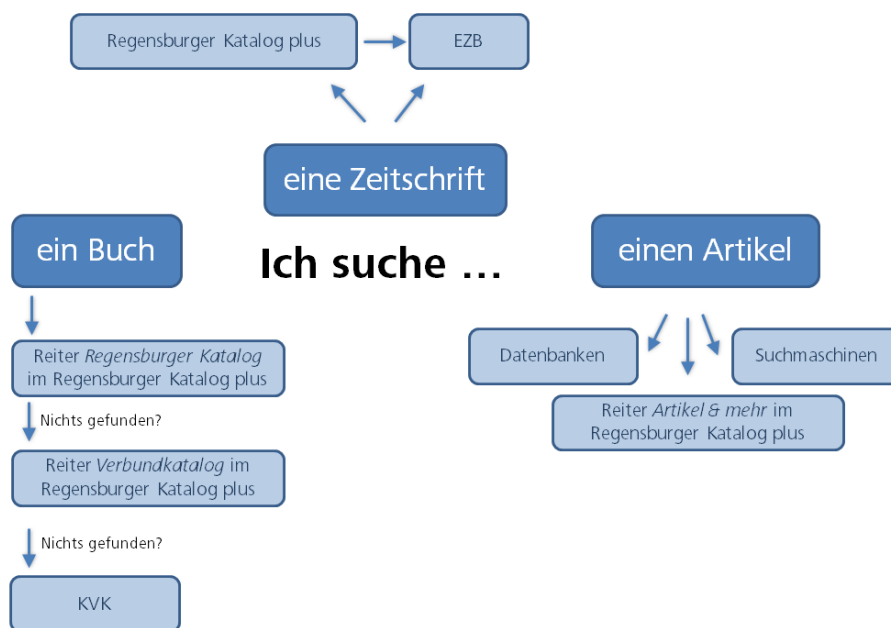 Regensburger Katalog plus
EZB
eine Zeitschrift
ein Buch
Ich suche ...
einen Artikel
Reiter Regensburger Katalog
im Regensburger Katalog plus
Nichts gefunden?
Reiter Verbundkatalog im
Regensburger Katalog plus
Nichts gefunden?
KVK
Datenbanken
Suchmaschinen
Reiter Artikel & mehr im
Regensburger Katalog plus